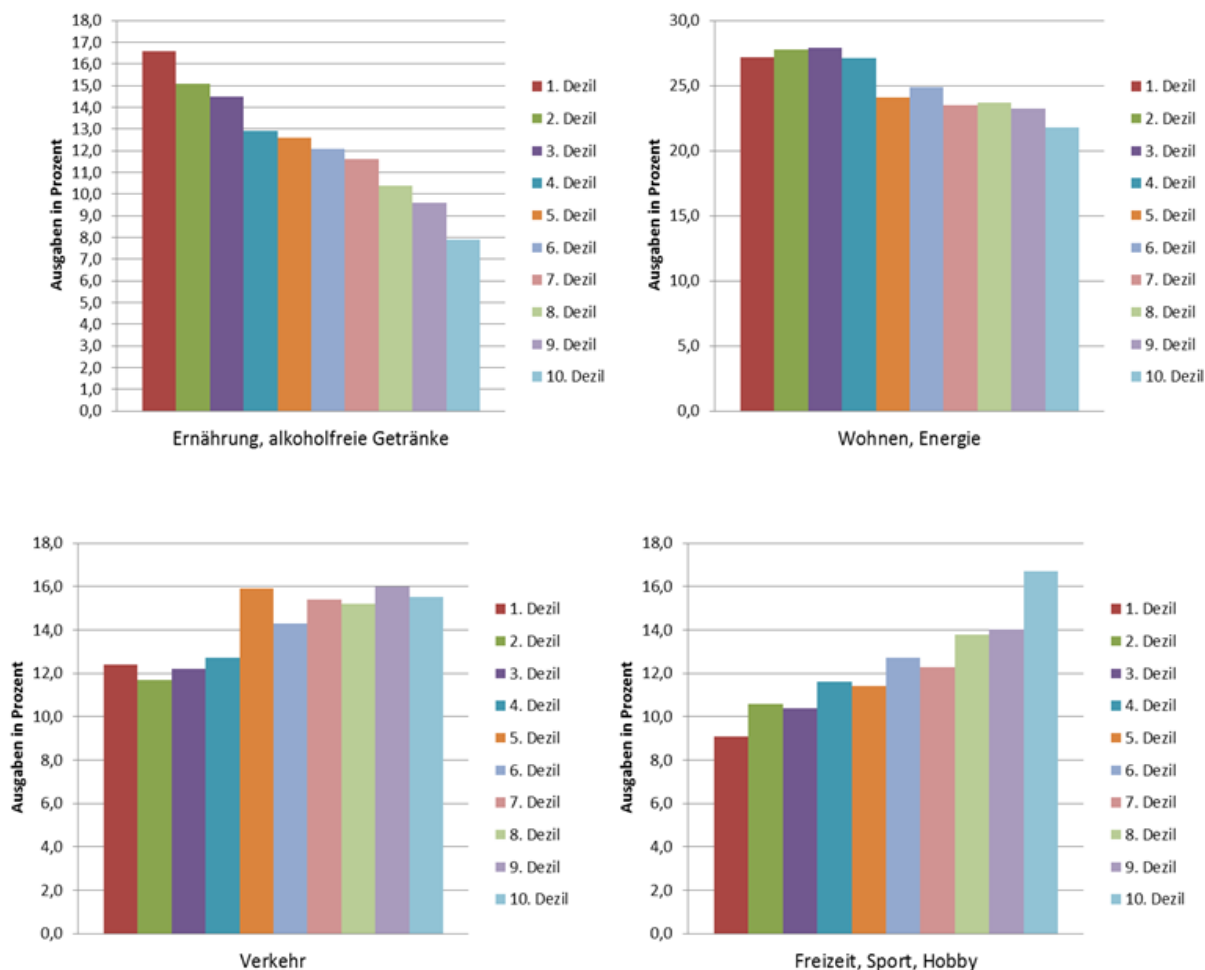 Ausgaben in Prozent
18,0
17,0
16,0
15,0
14,0
13,0
12,0
11,0
10,0
9,0
8,0
7,0
6,0
5,0
4,0
3,0
2,0
1,0
0,0
Ernährung, alkoholfreie Getränke
1. Dezil
2. Dezil
3. Dezil
4. Dezil
5. Dezil
6. Dezil
7. Dezil
8. Dezil
9. Dezil
10. Dezil
Ausgaben in Prozent
30,0
25,0
20,0
15,0
10,0
5,0
0,0
Wohnen, Energie
1. Dezil
2. Dezil
3. Dezil
4. Dezil
5. Dezil
6. Dezil
7. Dezil
8. Dezil
9. Dezil
10. Dezil
Ausgaben in Prozent
18,0
16,0
14,0
12,0
10,0
8,0
6,0
4,0
2,0
0,0
Verkehr
1. Dezil
2. Dezil
3. Dezil
4. Dezil
5. Dezil
6. Dezil
7. Dezil
8. Dezil
9. Dezil
10. Dezil
Ausgaben in Prozent
18,0
16,0
14,0
12,0
10,0
8,0
6,0
4,0
2,0
0,0
Freizeit, Sport, Hobby
1. Dezil
2. Dezil
3. Dezil
4. Dezil
5. Dezil
6. Dezil
7. Dezil
8. Dezil
9. Dezil
10. Dezil